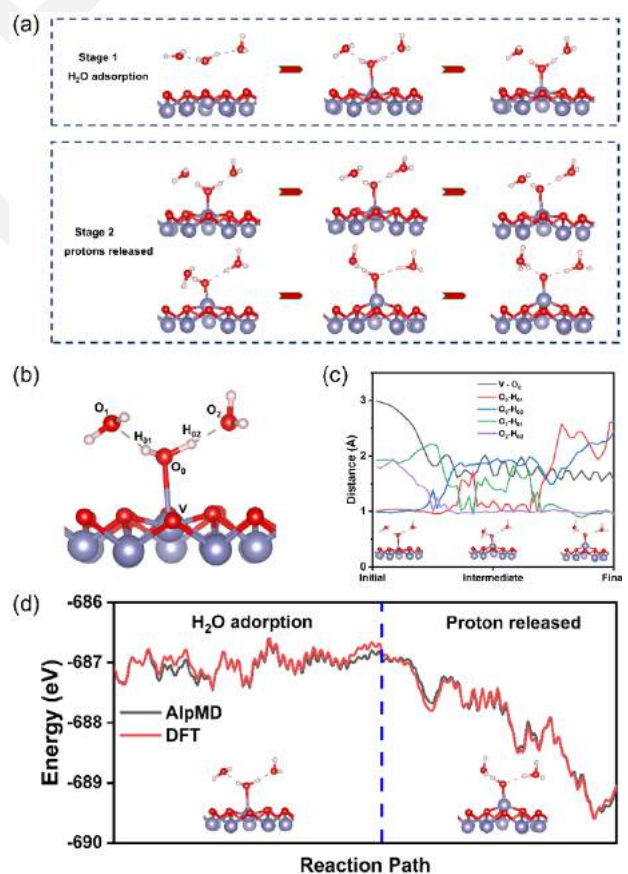 (a)
Stage 1
H₂O adsorption
Stage 2
protons released
(b)
O₁
O₂
H₀₁
H₀₂
O₀
V
(c)
Distance (A)
3
2
1
0
V - O₀
O₀-H₀₁
O₀-H₀₂
O₁-H₀₁
O₂-H₀₂
Initial
Intermediate
Fina
(d)
Energy (eV)
-686
-687
-688
-689
-690
H₂O adorption
Proton released
AlpMD
DFT
Reaction Path